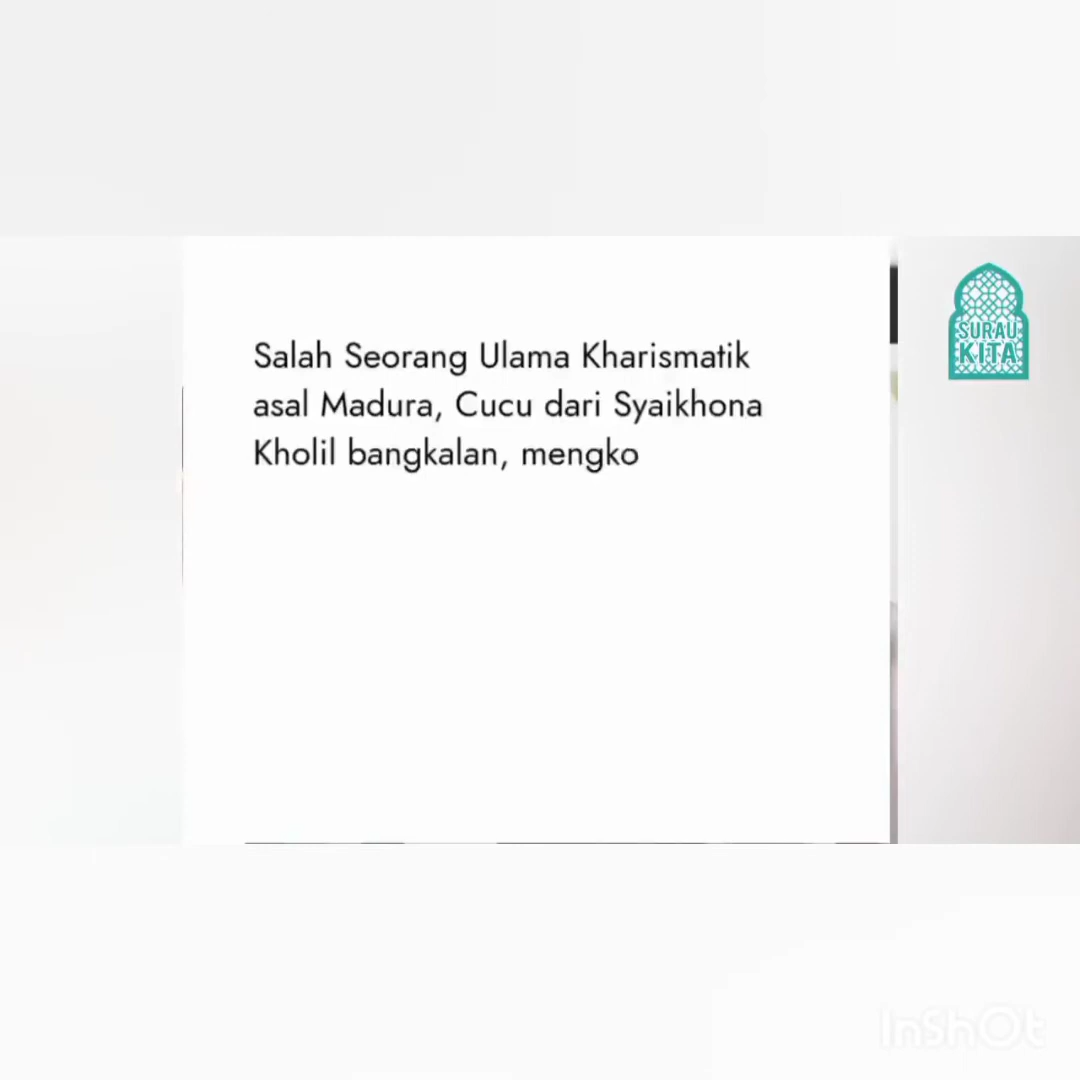 Salah Seorang Ulama Kharismatik
asal Madura, Cucu dari Syaikhona
Kholil bangkalan, mengko
SURAU
KITA
InShOt